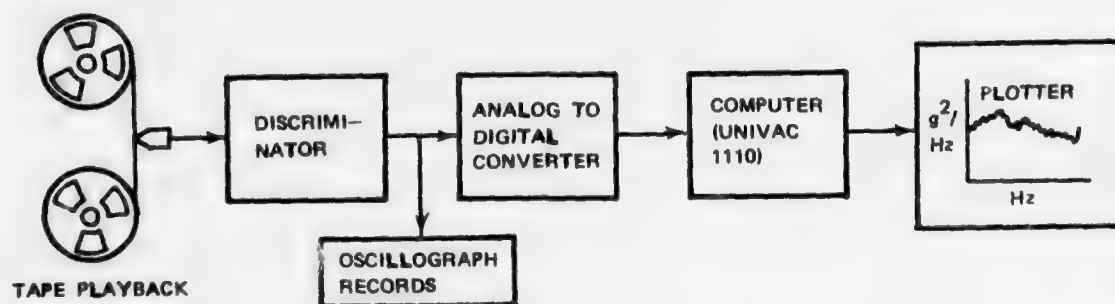 TAPE PLAYBACK
DISCRIMI-
NATOR
OSCILLOGRAPH
RECORDS
ANALOG TO
DIGITAL
CONVERTER
COMPUTER
(UNIVAC
1110)
PLOTTER
g²/
Hz
Hz